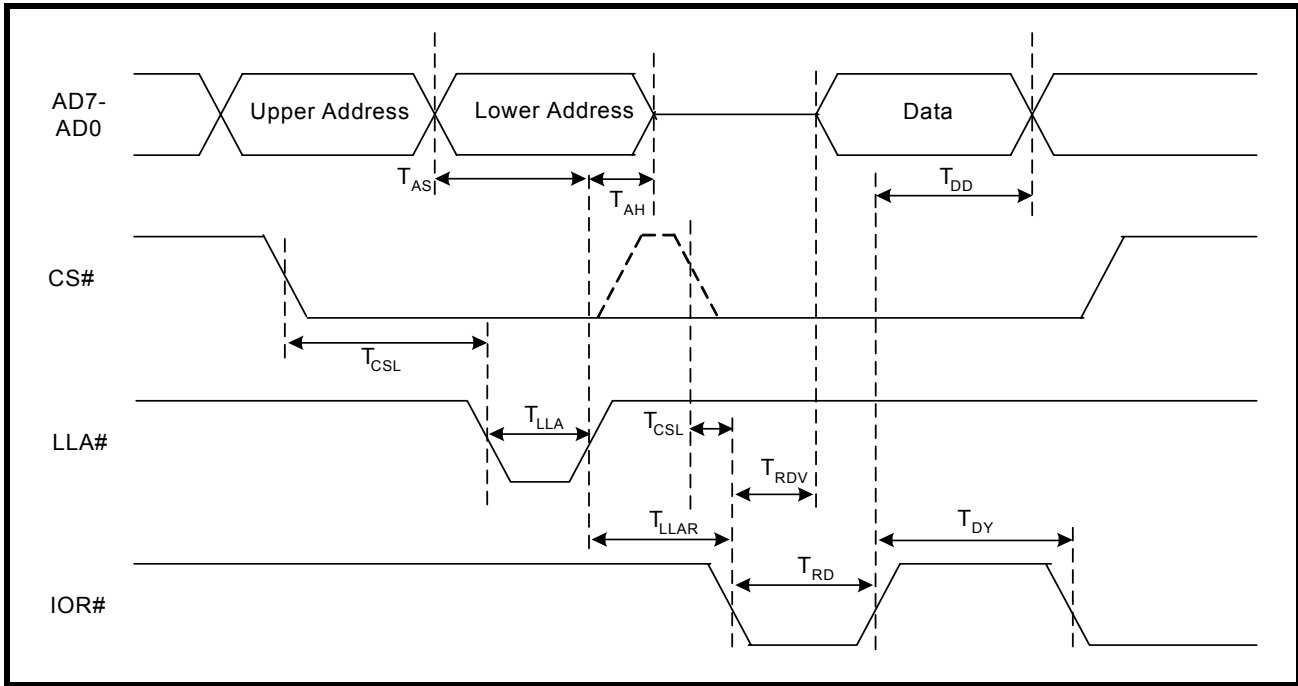 AD7-
AD0
Upper Address
Lower Address
Data
TAS
TAH
TDD
CS#
TCSL
LLA#
TLLA
TCSL
TRDV
TLLAR
TDY
TRD
IOR#